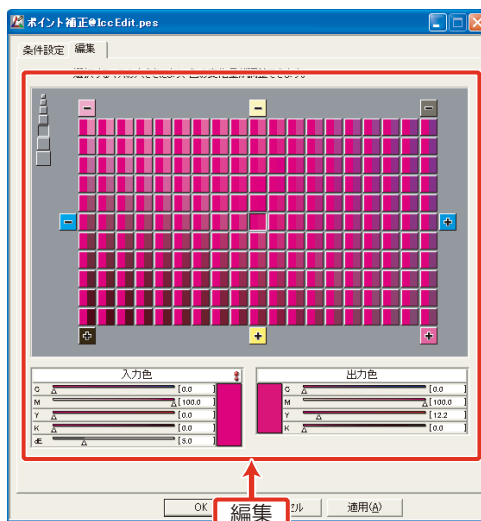 ポイント補正@IccEdit.pes
条件設定 編集
入力色
C [0.0 ]
M [100.0 ]
Y [0.0 ]
K [0.0 ]
dE [5.0 ]
出力色
C [0.0 ]
M [100.0 ]
Y [12.2 ]
K [0.0 ]
OK
適用(A)
編集